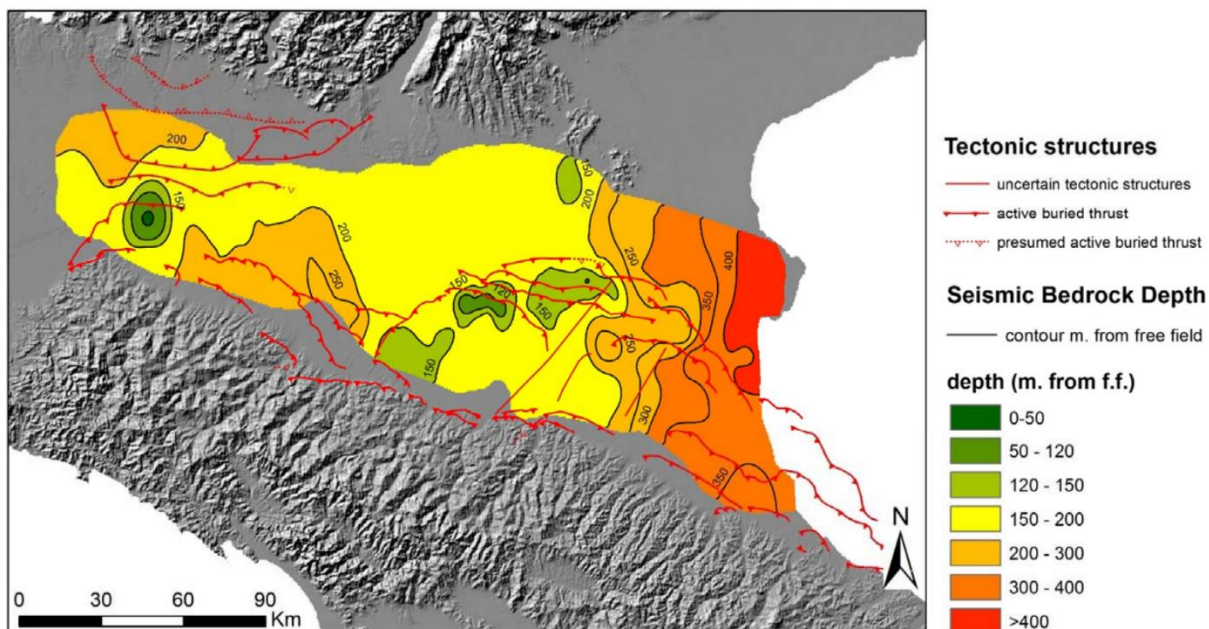 200
150
200
250
150
120
150
150
150
200
250
400
350
250
300
350
N
0 30 60 90
Km
Tectonic structures
uncertain tectonic structures
active buried thrust
presumed active buried thrust
Seismic Bedrock Depth
contour m. from free field
depth (m. from f.f.)
0-50
50 - 120
120 - 150
150 - 200
200 - 300
300 - 400
>400